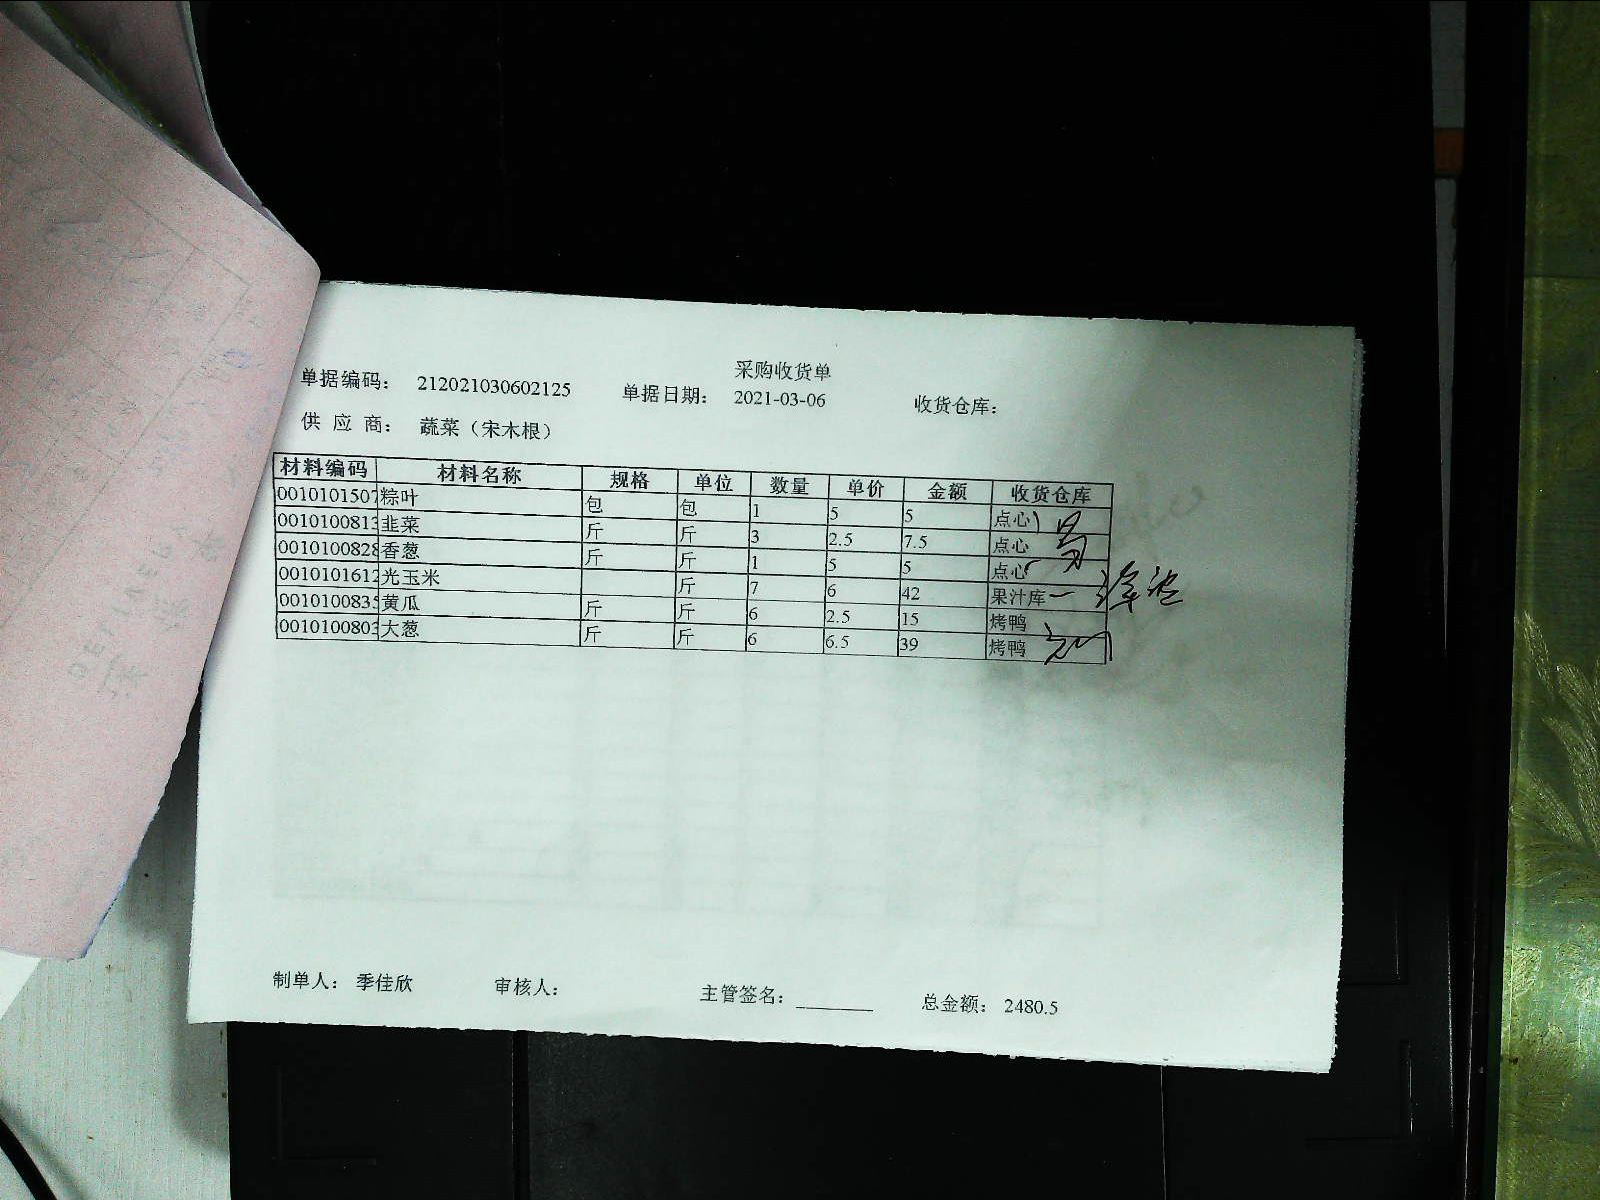 采购收货单
单据编码： 212021030602125 单据日期： 2021-03-06 收货仓库：
供 应 商： 蔬菜（宋木根）
材料编码 材料名称 规格 单位 数量 单价 金额 收货仓库
0010101507 粽叶 包 包 1 5 5 点心
0010100813 韭菜 斤 斤 3 2.5 7.5 点心
0010100828 香葱 斤 斤 1 5 5 点心
0010101612 光玉米 斤 7 6 42 果汁库
0010100835 黄瓜 斤 斤 6 2.5 15 烤鸭
0010100803 大葱 斤 斤 6 6.5 39 烤鸭
制单人： 季佳欣 审核人： 主管签名： 总金额： 2480.5